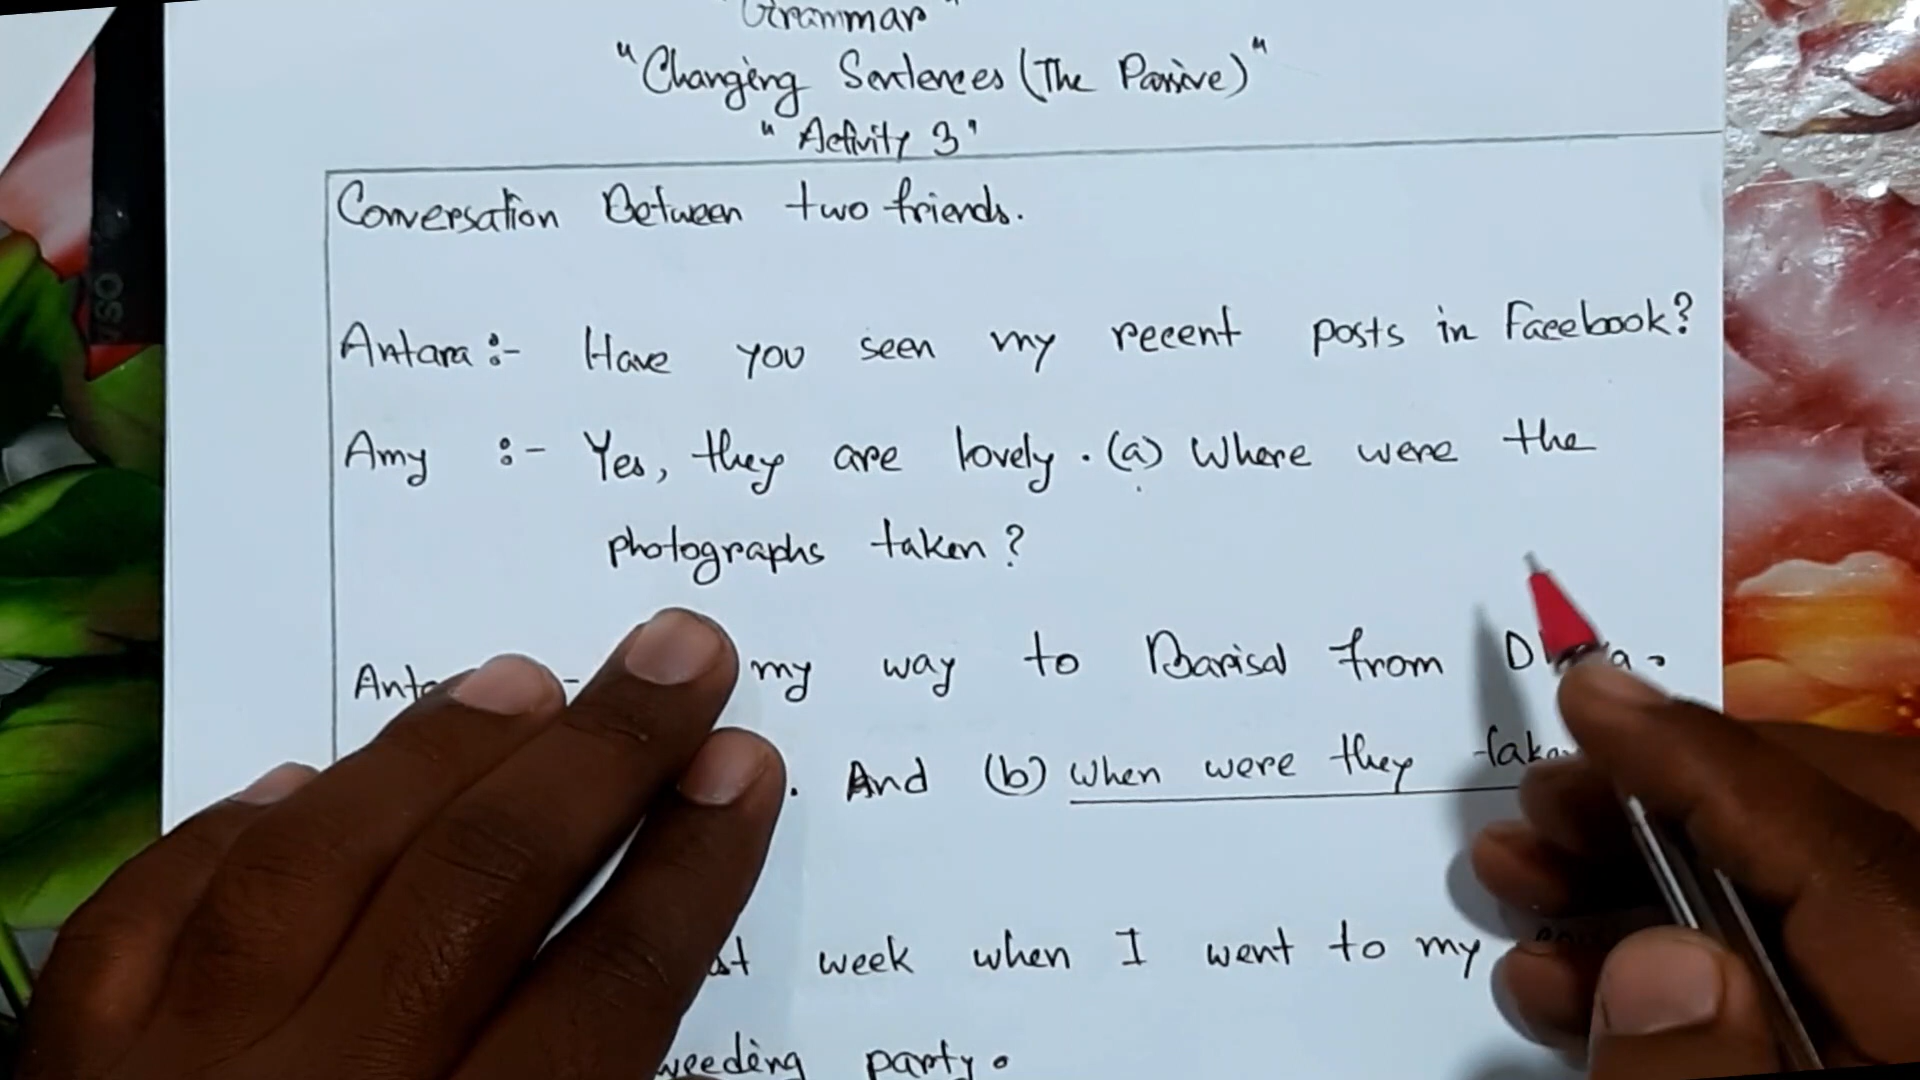 "Grammar"
"Changing Sentences (The Passive)"
"Activity 3"
Conversation Between two friends.
Antara :- Have you seen my recent posts in Facebook?
Amy :- Yes, they are lovely. (a) Where were the
photographs taken?
my way to Barisal from
And (b) When were they
week when I went to my
weeding party.